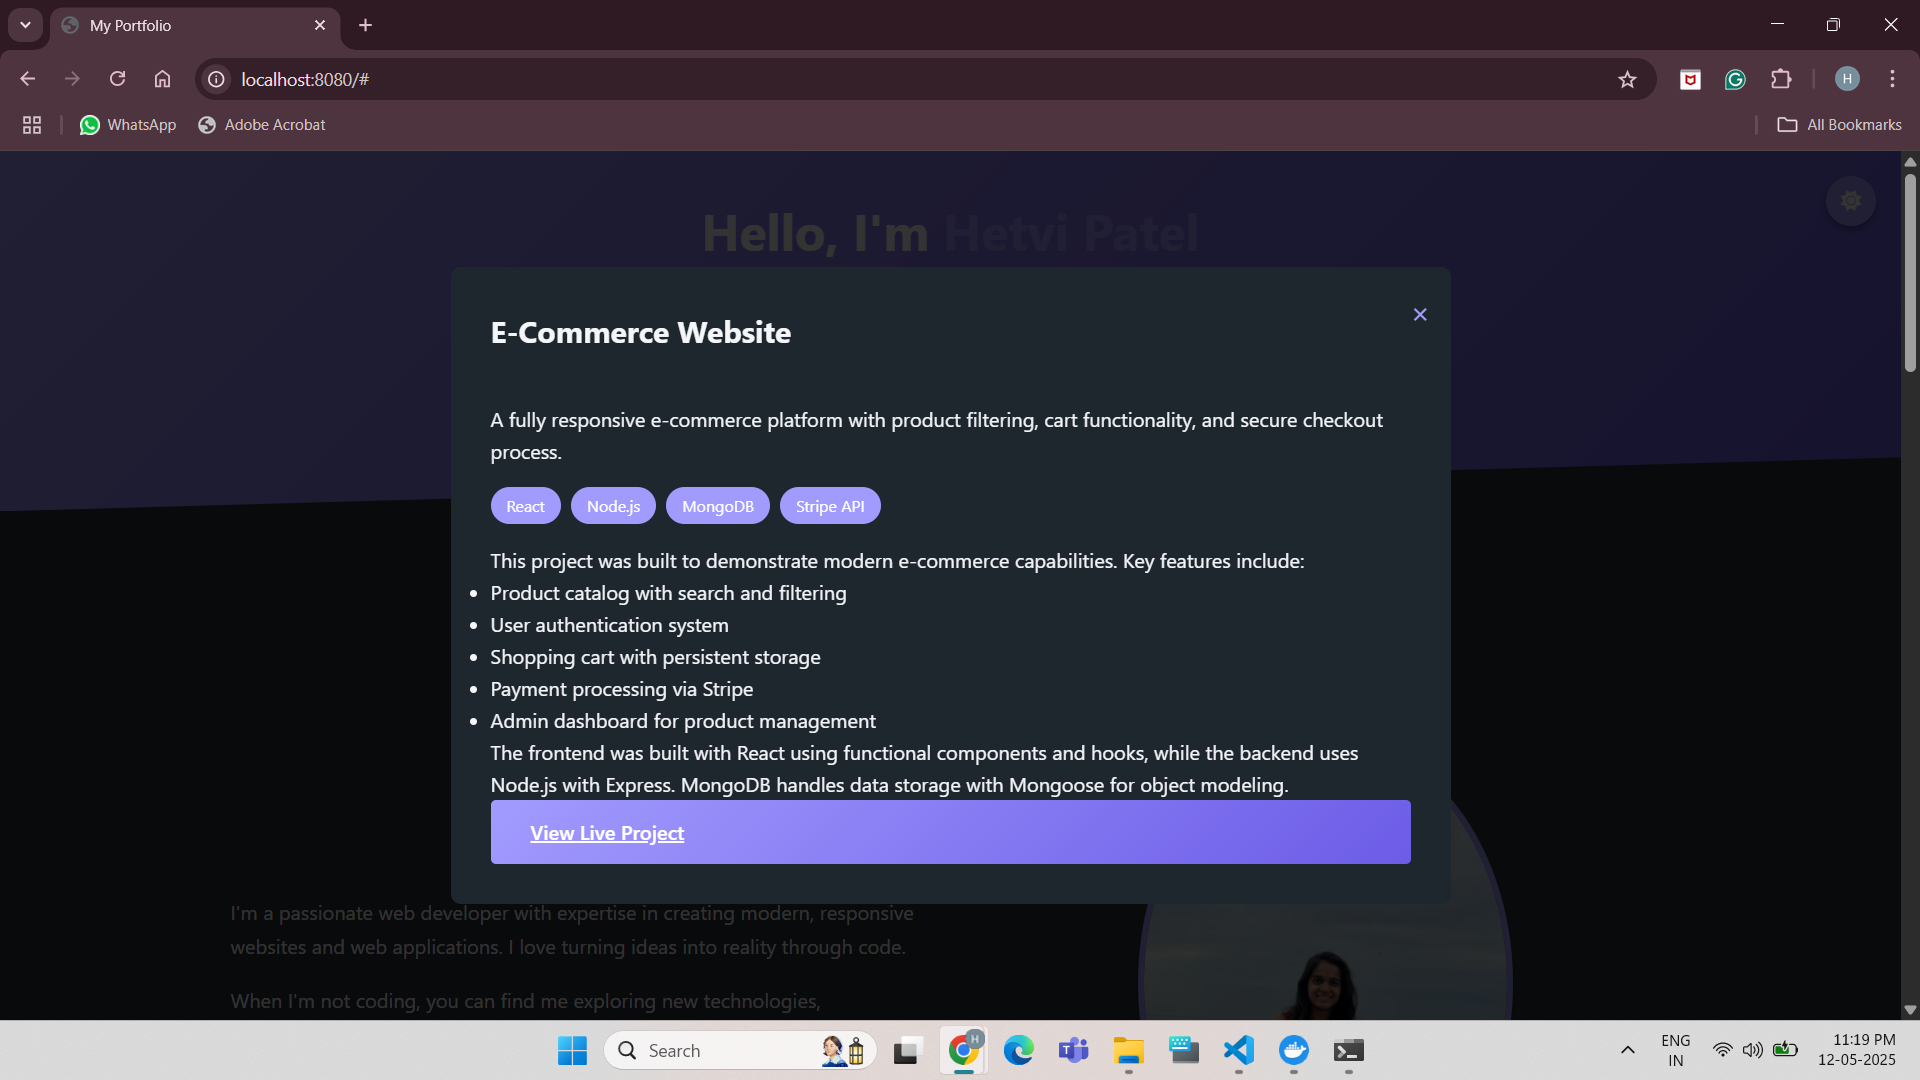 My Portfolio
localhost:8080/#
H
WhatsApp
Adobe Acrobat
All Bookmarks
Hello, I'm Hetvi Patel
E-Commerce Website
A fully responsive e-commerce platform with product filtering, cart functionality, and secure checkout
process.
React Node.js MongoDB Stripe API
This project was built to demonstrate modern e-commerce capabilities. Key features include:
• Product catalog with search and filtering
• User authentication system
• Shopping cart with persistent storage
• Payment processing via Stripe
• Admin dashboard for product management
The frontend was built with React using functional components and hooks, while the backend uses
Node.js with Express. MongoDB handles data storage with Mongoose for object modeling.
View Live Project
I'm a passionate web developer with expertise in creating modern, responsive
websites and web applications. I love turning ideas into reality through code.
When I'm not coding, you can find me exploring new technologies,
Search
H
ENG
IN
11:19 PM
12-05-2025